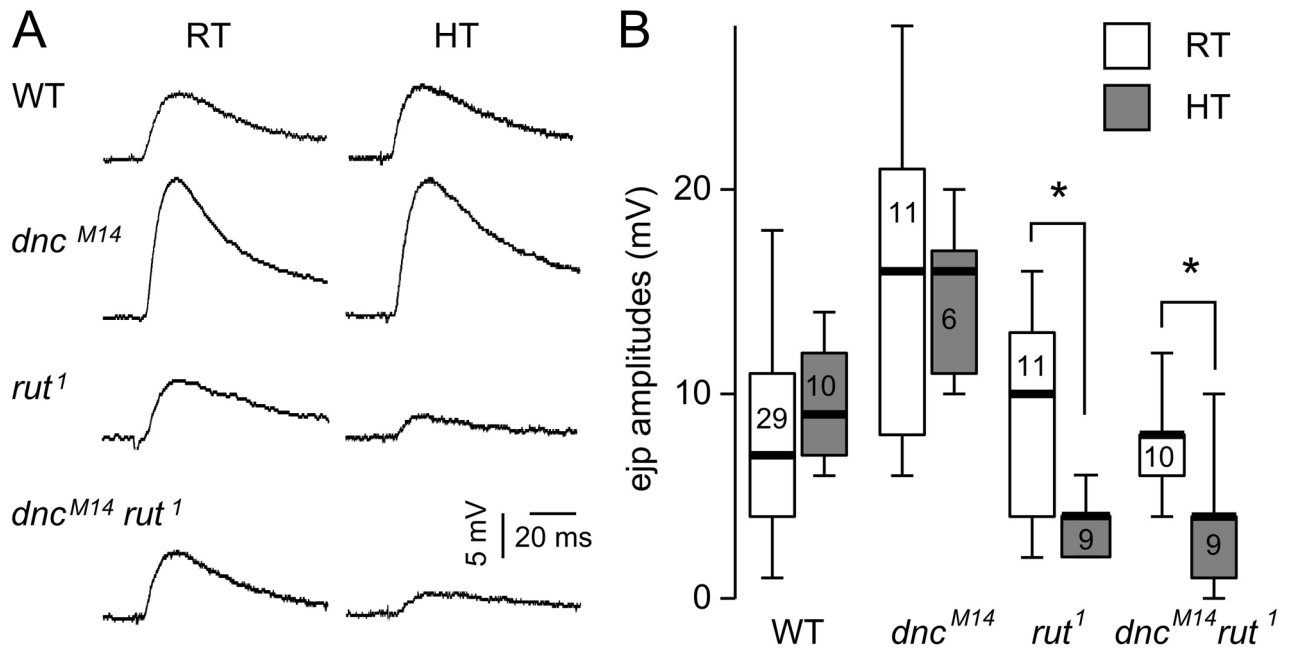 A
RT
HT
WT
dnc M14
rut 1
dnc M14 rut 1
5 mV
20 ms
B
RT
HT
ejp amplitudes (mV)
20
10
0
29
10
11
6
11
*
9
10
*
9
WT
dnc M14
rut 1
dnc M14 rut 1